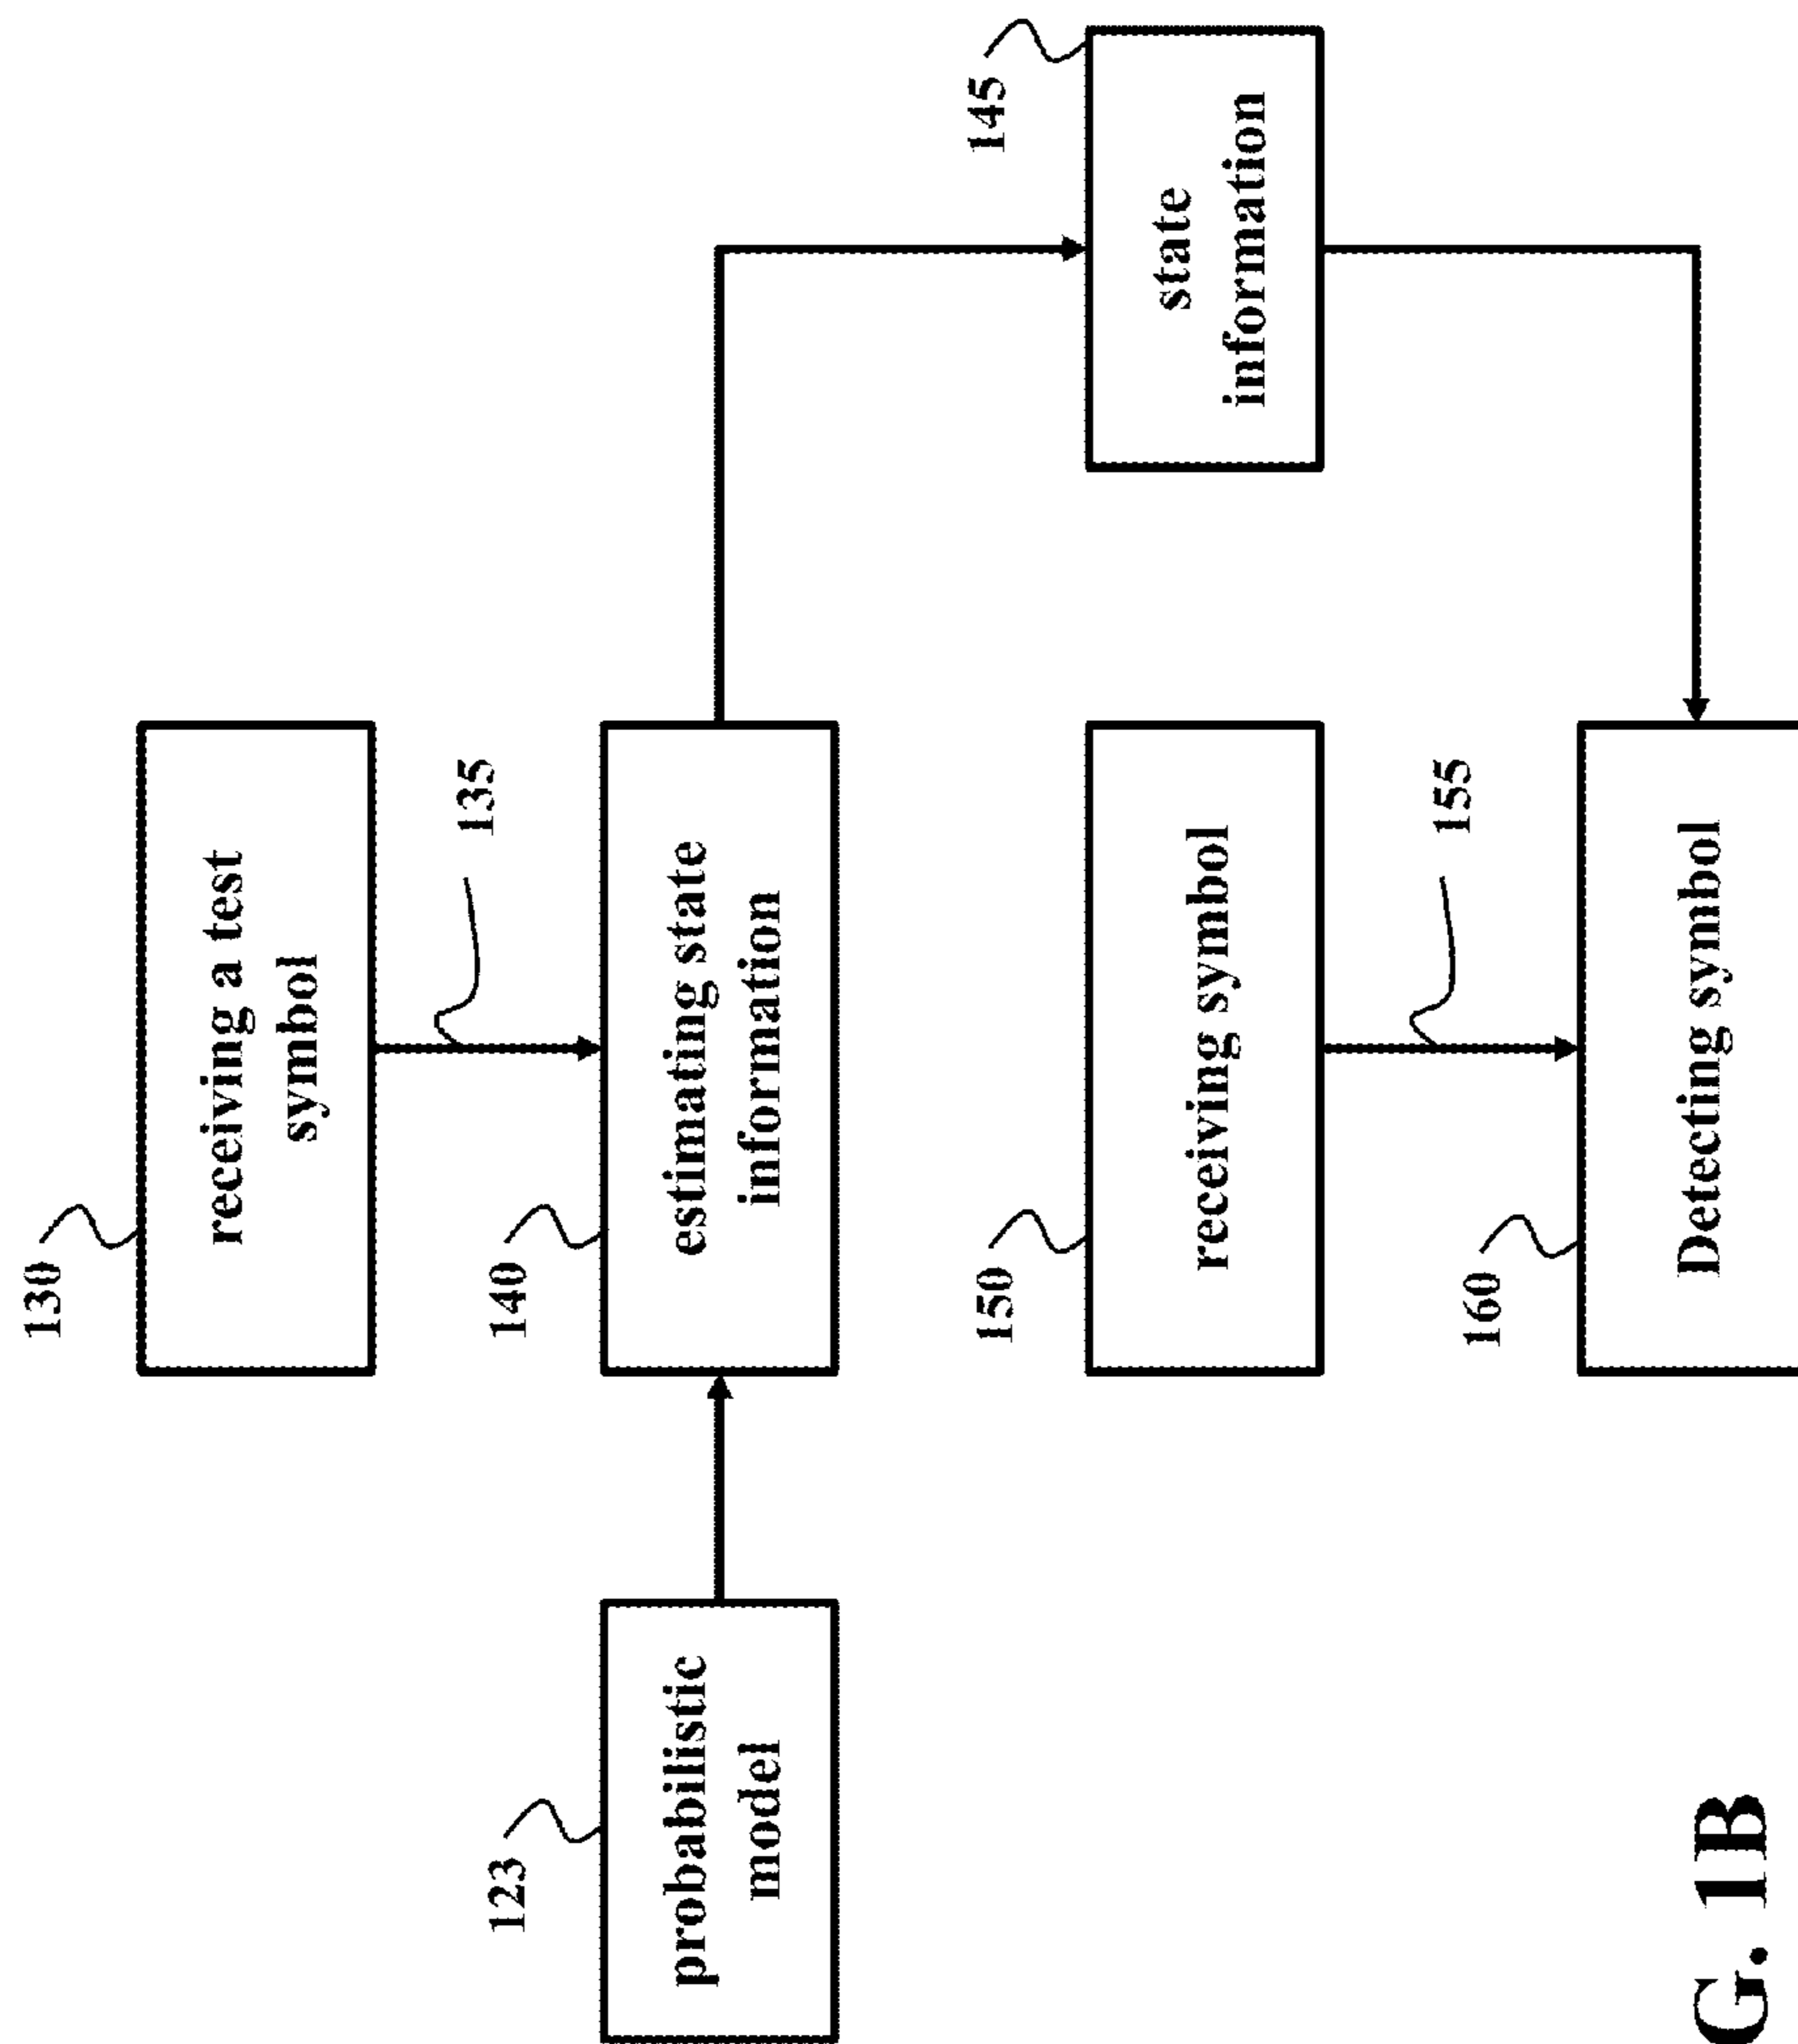 130
receiving a test
symbol
135
123
probabilistic
model
140
estimating state
information
145
state
information
150
receiving symbol
155
160
Detecting symbol
G. 1B